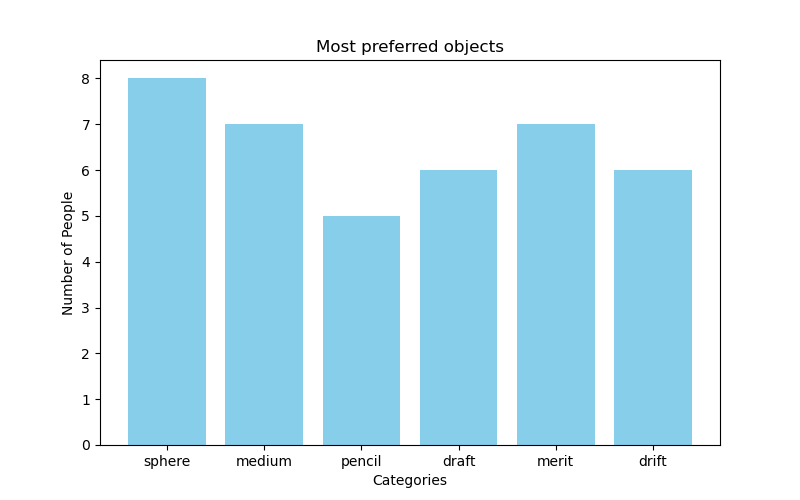 Most preferred objects
8
7
6
5
4
3
2
1
0
Number of People
sphere medium pencil draft merit drift
Categories